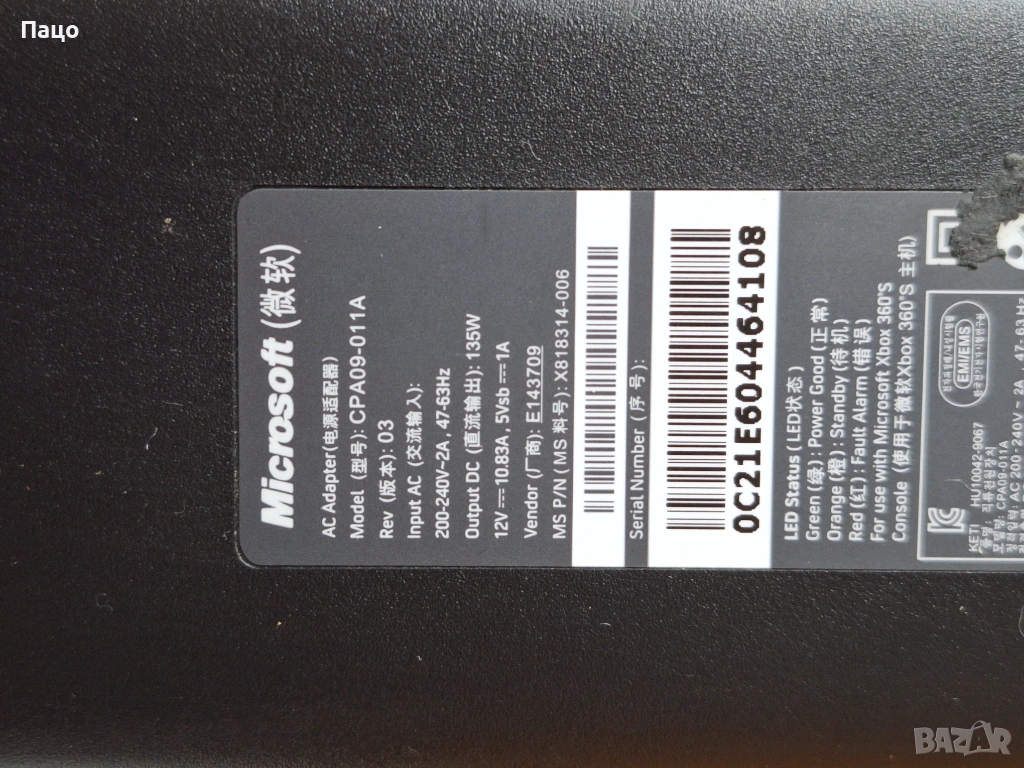 Пацо
Microsoft (微软)
AC Adapter(电源适配器)
Model (型号): CPA09-011A
Rev (版本): 03
Input AC (交流输入):
200-240V~2A, 47-63Hz
Output DC (直流输出): 135W
12V⎓10.83A, 5Vsb⎓1A
Vendor (厂商): E143709
MS P/N (MS 料号): X818314-006
Serial Number (序号):
0C21E604464108
LED Status (LED状态)
Green (绿): Power Good (正常)
Orange (橙): Standby (待机)
Red (红): Fault Alarm (错误)
For use with Microsoft Xbox 360'S
Console (使用于微软Xbox 360'S 主机)
EMI/EMS
KETI HU10042-9067
CPA09-011A
AC 200-240V~ 2A, 47-63 Hz
BAZAR